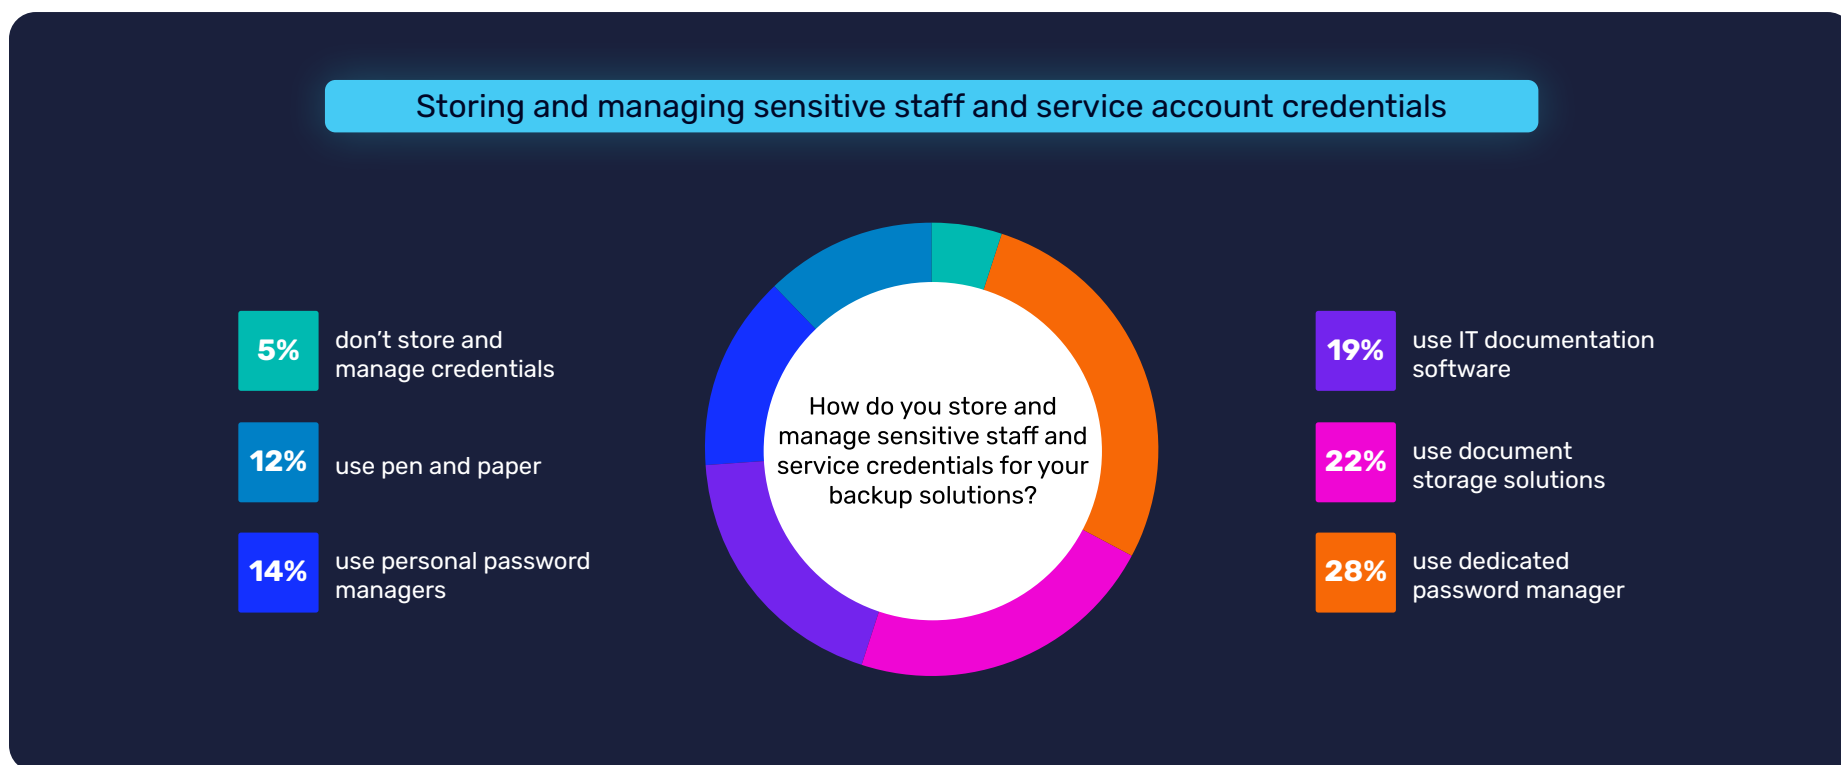 Storing and managing sensitive staff and service account credentials
5%
don’t store and
manage credentials
12%
use pen and paper
14%
use personal password
managers
How do you store and
manage sensitive staff and
service credentials for your
backup solutions?
19%
use IT documentation
software
22%
use document
storage solutions
28%
use dedicated
password manager